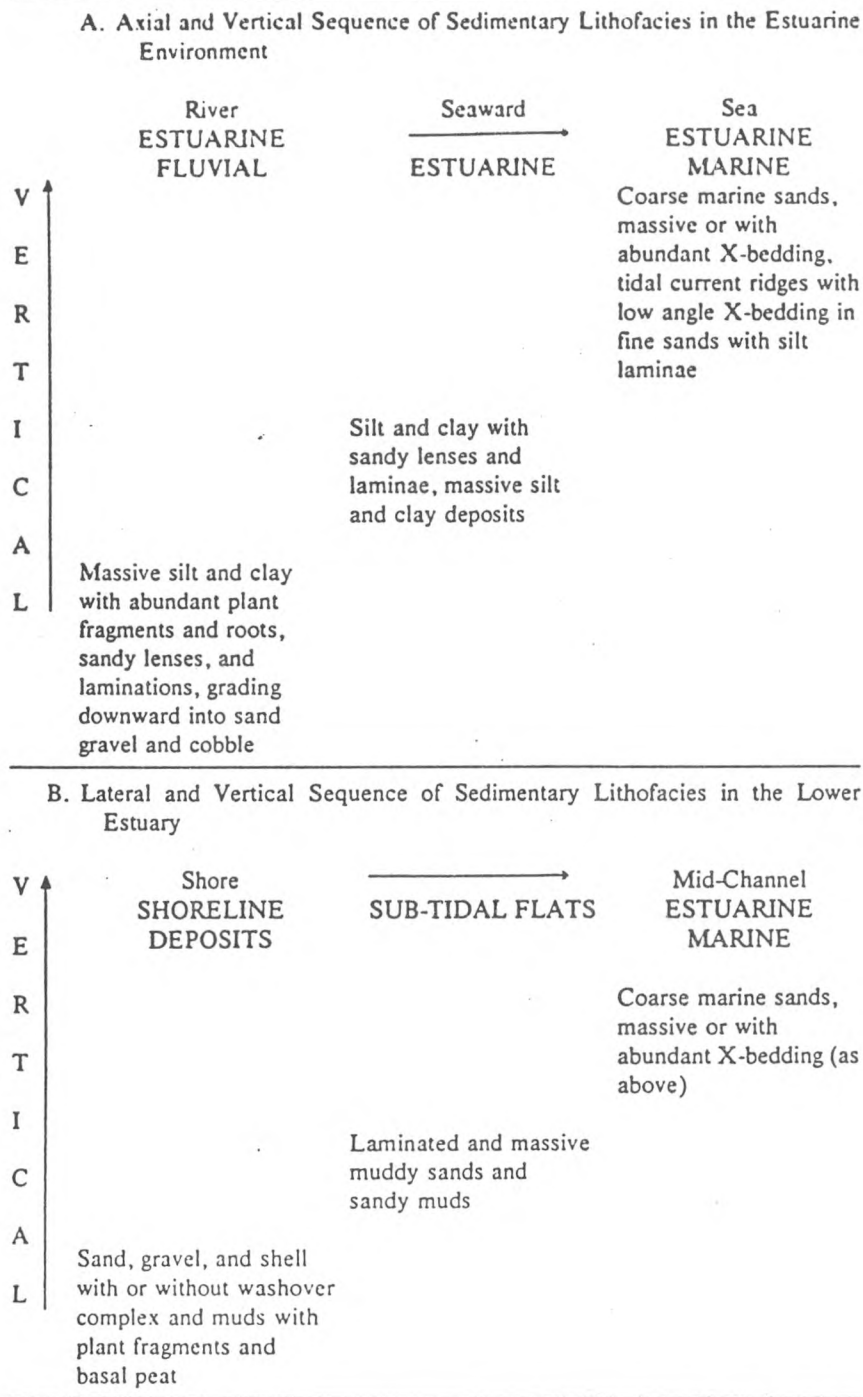 A. Axial and Vertical Sequence of Sedimentary Lithofacies in the Estuarine
Environment
River
ESTUARINE
FLUVIAL
Seaward
ESTUARINE
Sea
ESTUARINE
MARINE
V
E
R
T
I
C
A
L
Coarse marine sands,
massive or with
abundant X-bedding,
tidal current ridges with
low angle X-bedding in
fine sands with silt
laminae
Silt and clay with
sandy lenses and
laminae, massive silt
and clay deposits
Massive silt and clay
with abundant plant
fragments and roots,
sandy lenses, and
laminations, grading
downward into sand
gravel and cobble
B. Lateral and Vertical Sequence of Sedimentary Lithofacies in the Lower
Estuary
V
E
R
T
I
C
A
L
Shore
SHORELINE
DEPOSITS
SUB-TIDAL FLATS
Mid-Channel
ESTUARINE
MARINE
Coarse marine sands,
massive or with
abundant X-bedding (as
above)
Laminated and massive
muddy sands and
sandy muds
Sand, gravel, and shell
with or without washover
complex and muds with
plant fragments and
basal peat